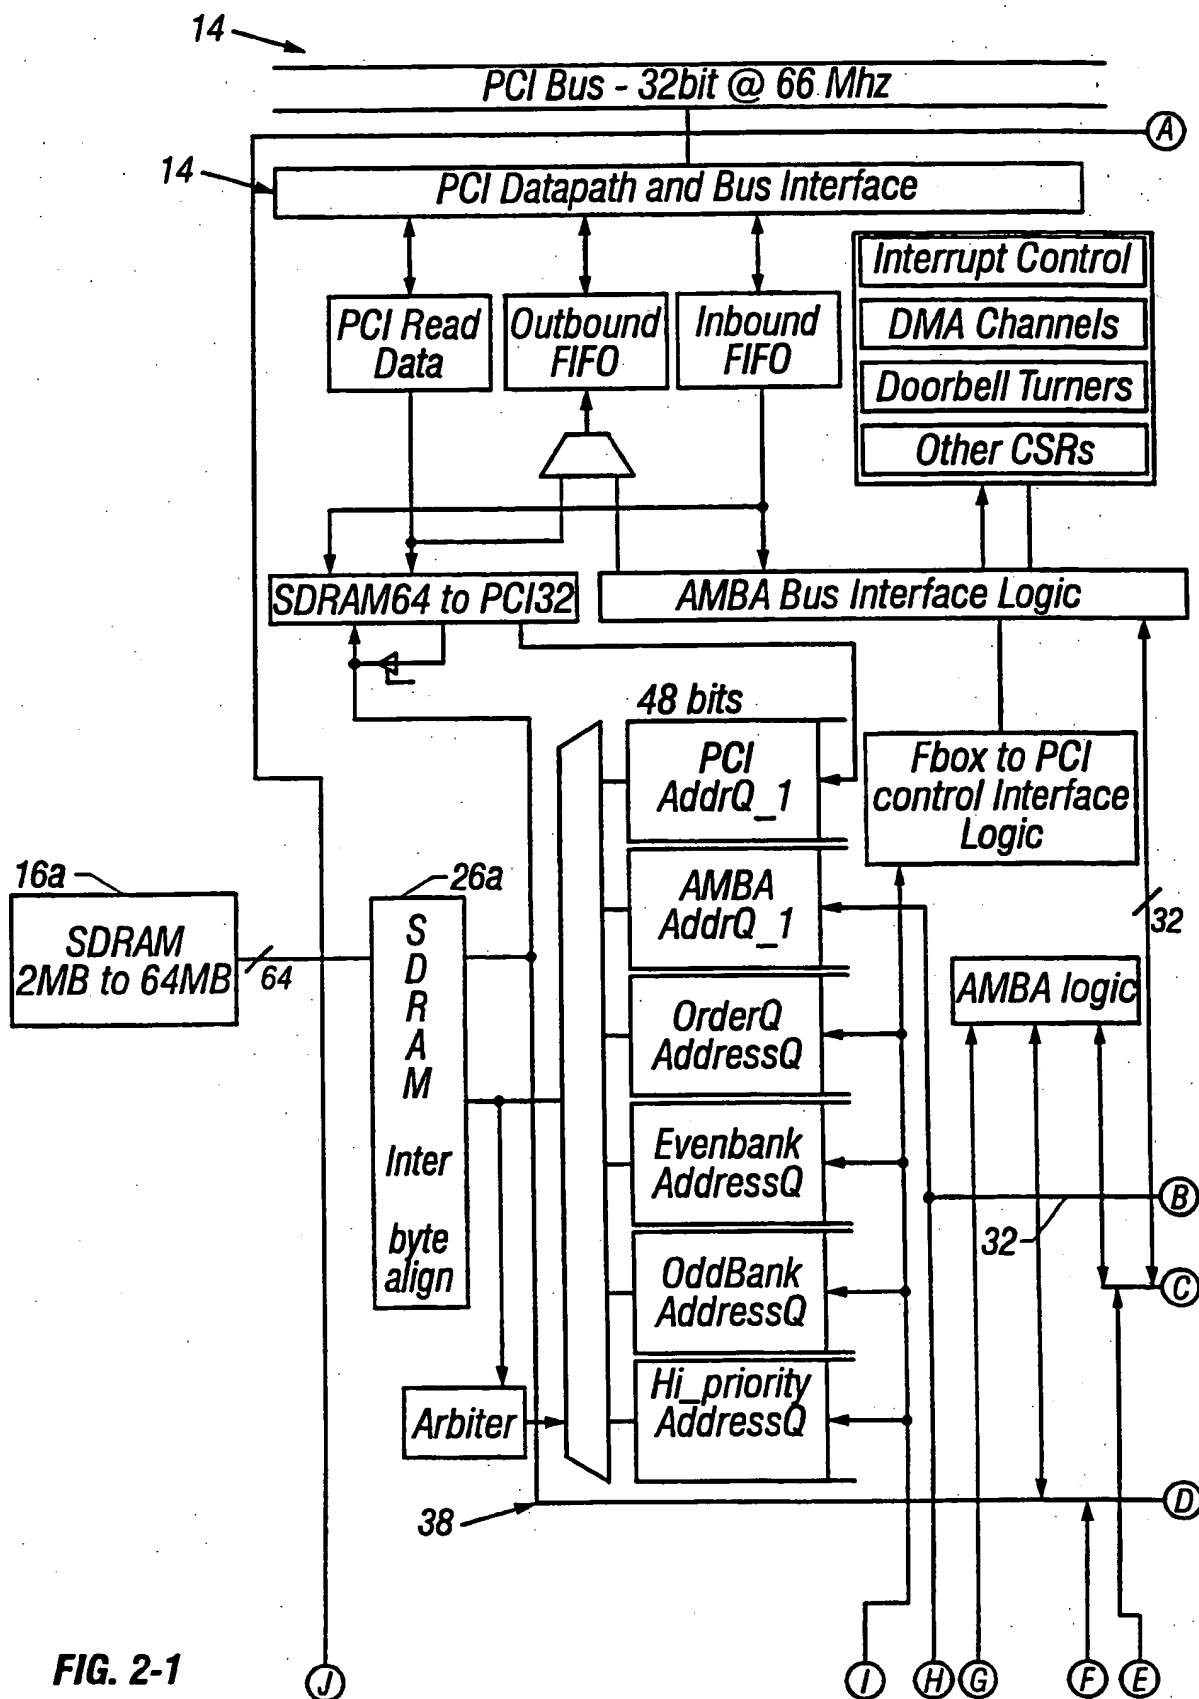 14
PCI Bus - 32bit @ 66 Mhz
A
14
PCI Datapath and Bus Interface
PCI Read
Data
Outbound
FIFO
Inbound
FIFO
Interrupt Control
DMA Channels
Doorbell Turners
Other CSRs
SDRAM64 to PCI32
AMBA Bus Interface Logic
48 bits
PCI
AddrQ_1
Fbox to PCI
control Interface
Logic
16a
SDRAM
2MB to 64MB
64
26a
S
D
R
A
M
Inter
byte
align
AMBA
AddrQ_1
32
AMBA logic
OrderQ
AddressQ
Evenbank
AddressQ
B
32
OddBank
AddressQ
C
Hi_priority
AddressQ
Arbiter
38
D
FIG. 2-1
J
I
H
G
F
E